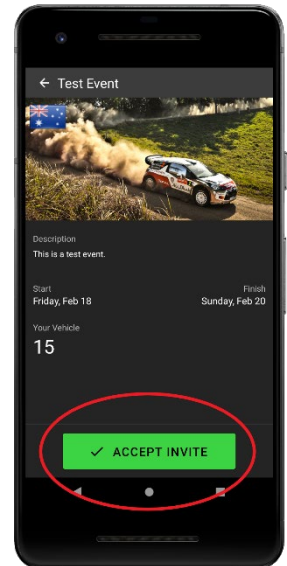 Test Event
Description
This is a test event.
Start
Finish
Friday, Feb 18
Sunday, Feb 20
Your Vehicle
15
ACCEPT INVITE